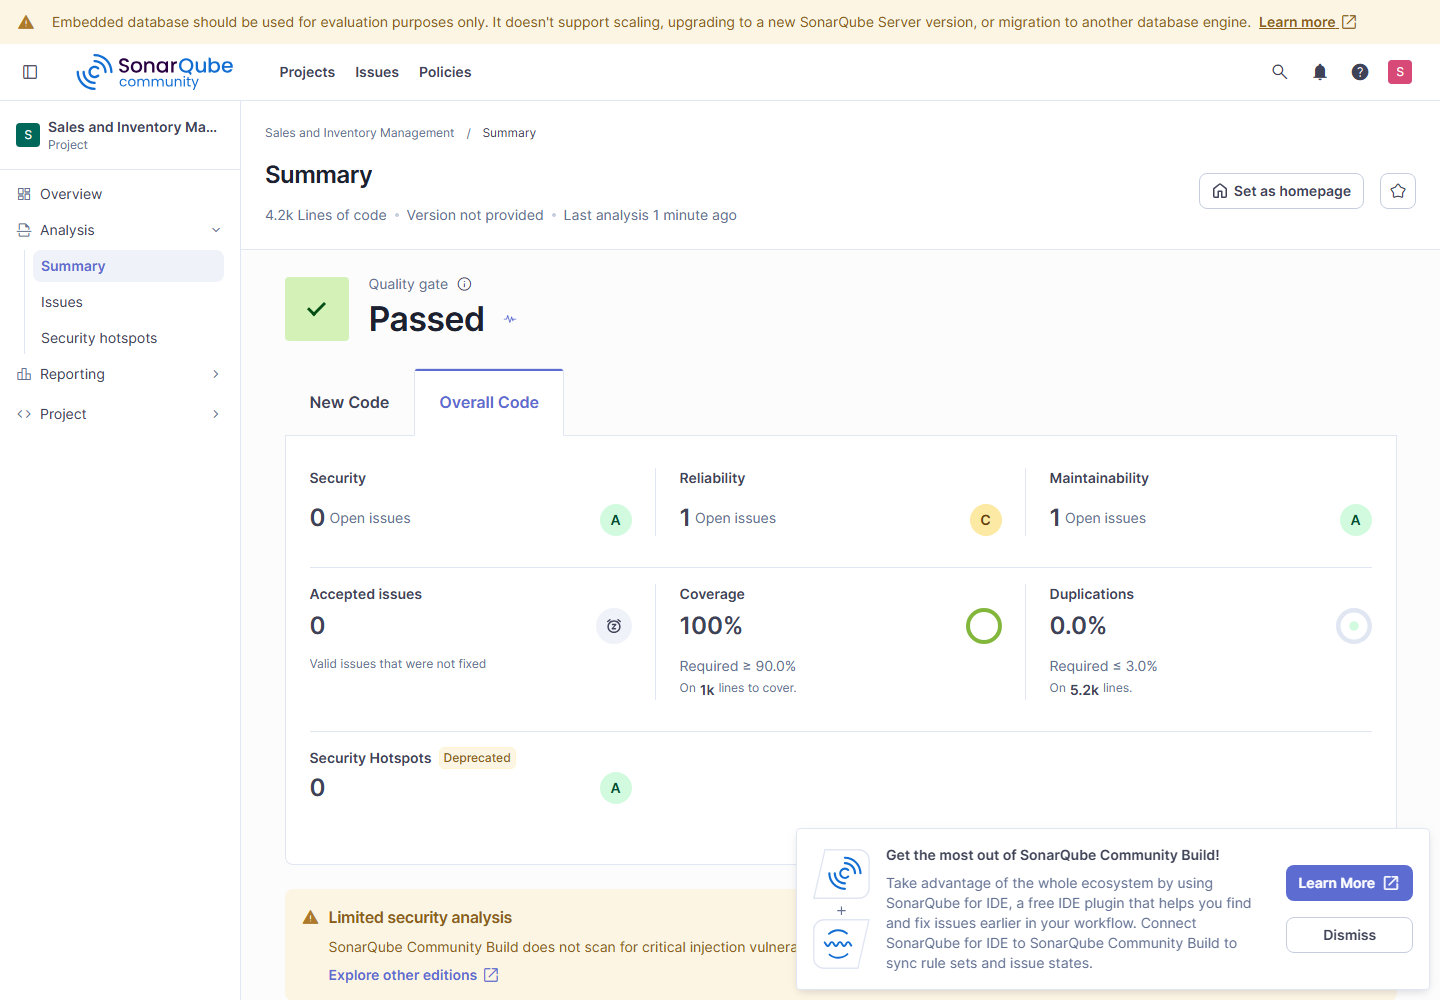 Embedded database should be used for evaluation purposes only. It doesn't support scaling, upgrading to a new SonarQube Server version, or migration to another database engine. Learn more
SonarQube community
Projects Issues Policies
?
S
S
Sales and Inventory Ma...
Project
Overview
Analysis
Summary
Issues
Security hotspots
Reporting
Project
Sales and Inventory Management / Summary
Summary
4.2k Lines of code • Version not provided • Last analysis 1 minute ago
Set as homepage
Quality gate
Passed
New Code
Overall Code
Security
0 Open issues
A
Reliability
1 Open issues
C
Maintainability
1 Open issues
A
Accepted issues
0
Valid issues that were not fixed
Coverage
100%
Required ≥ 90.0%
On 1k lines to cover.
Duplications
0.0%
Required ≤ 3.0%
On 5.2k lines.
Security Hotspots Deprecated
0
A
Limited security analysis
SonarQube Community Build does not scan for critical injection vulnera
Explore other editions
Get the most out of SonarQube Community Build!
Take advantage of the whole ecosystem by using
SonarQube for IDE, a free IDE plugin that helps you find
and fix issues earlier in your workflow. Connect
SonarQube for IDE to SonarQube Community Build to
sync rule sets and issue states.
+
Learn More
Dismiss